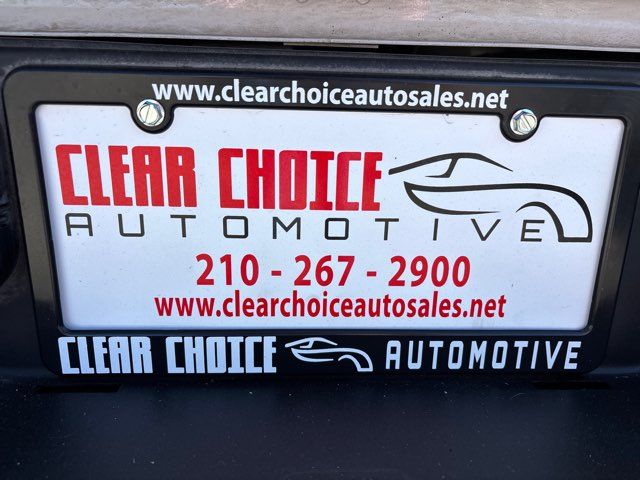 www.clearchoiceautosales.net
CLEAR CHOICE
AUTOMOTIVE
210 - 267 - 2900
www.clearchoiceautosales.net
CLEAR CHOICE AUTOMOTIVE